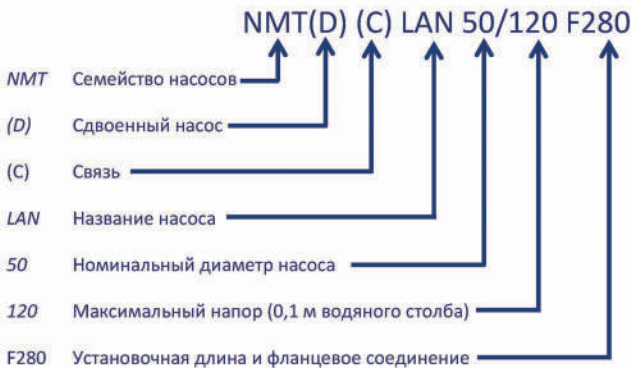 NMT(D) (C) LAN 50/120 F280
NMT Семейство насосов
(D) Сдвоенный насос
(C) Связь
LAN Название насоса
50 Номинальный диаметр насоса
120 Максимальный напор (0,1 м водяного столба)
F280 Установочная длина и фланцевое соединение